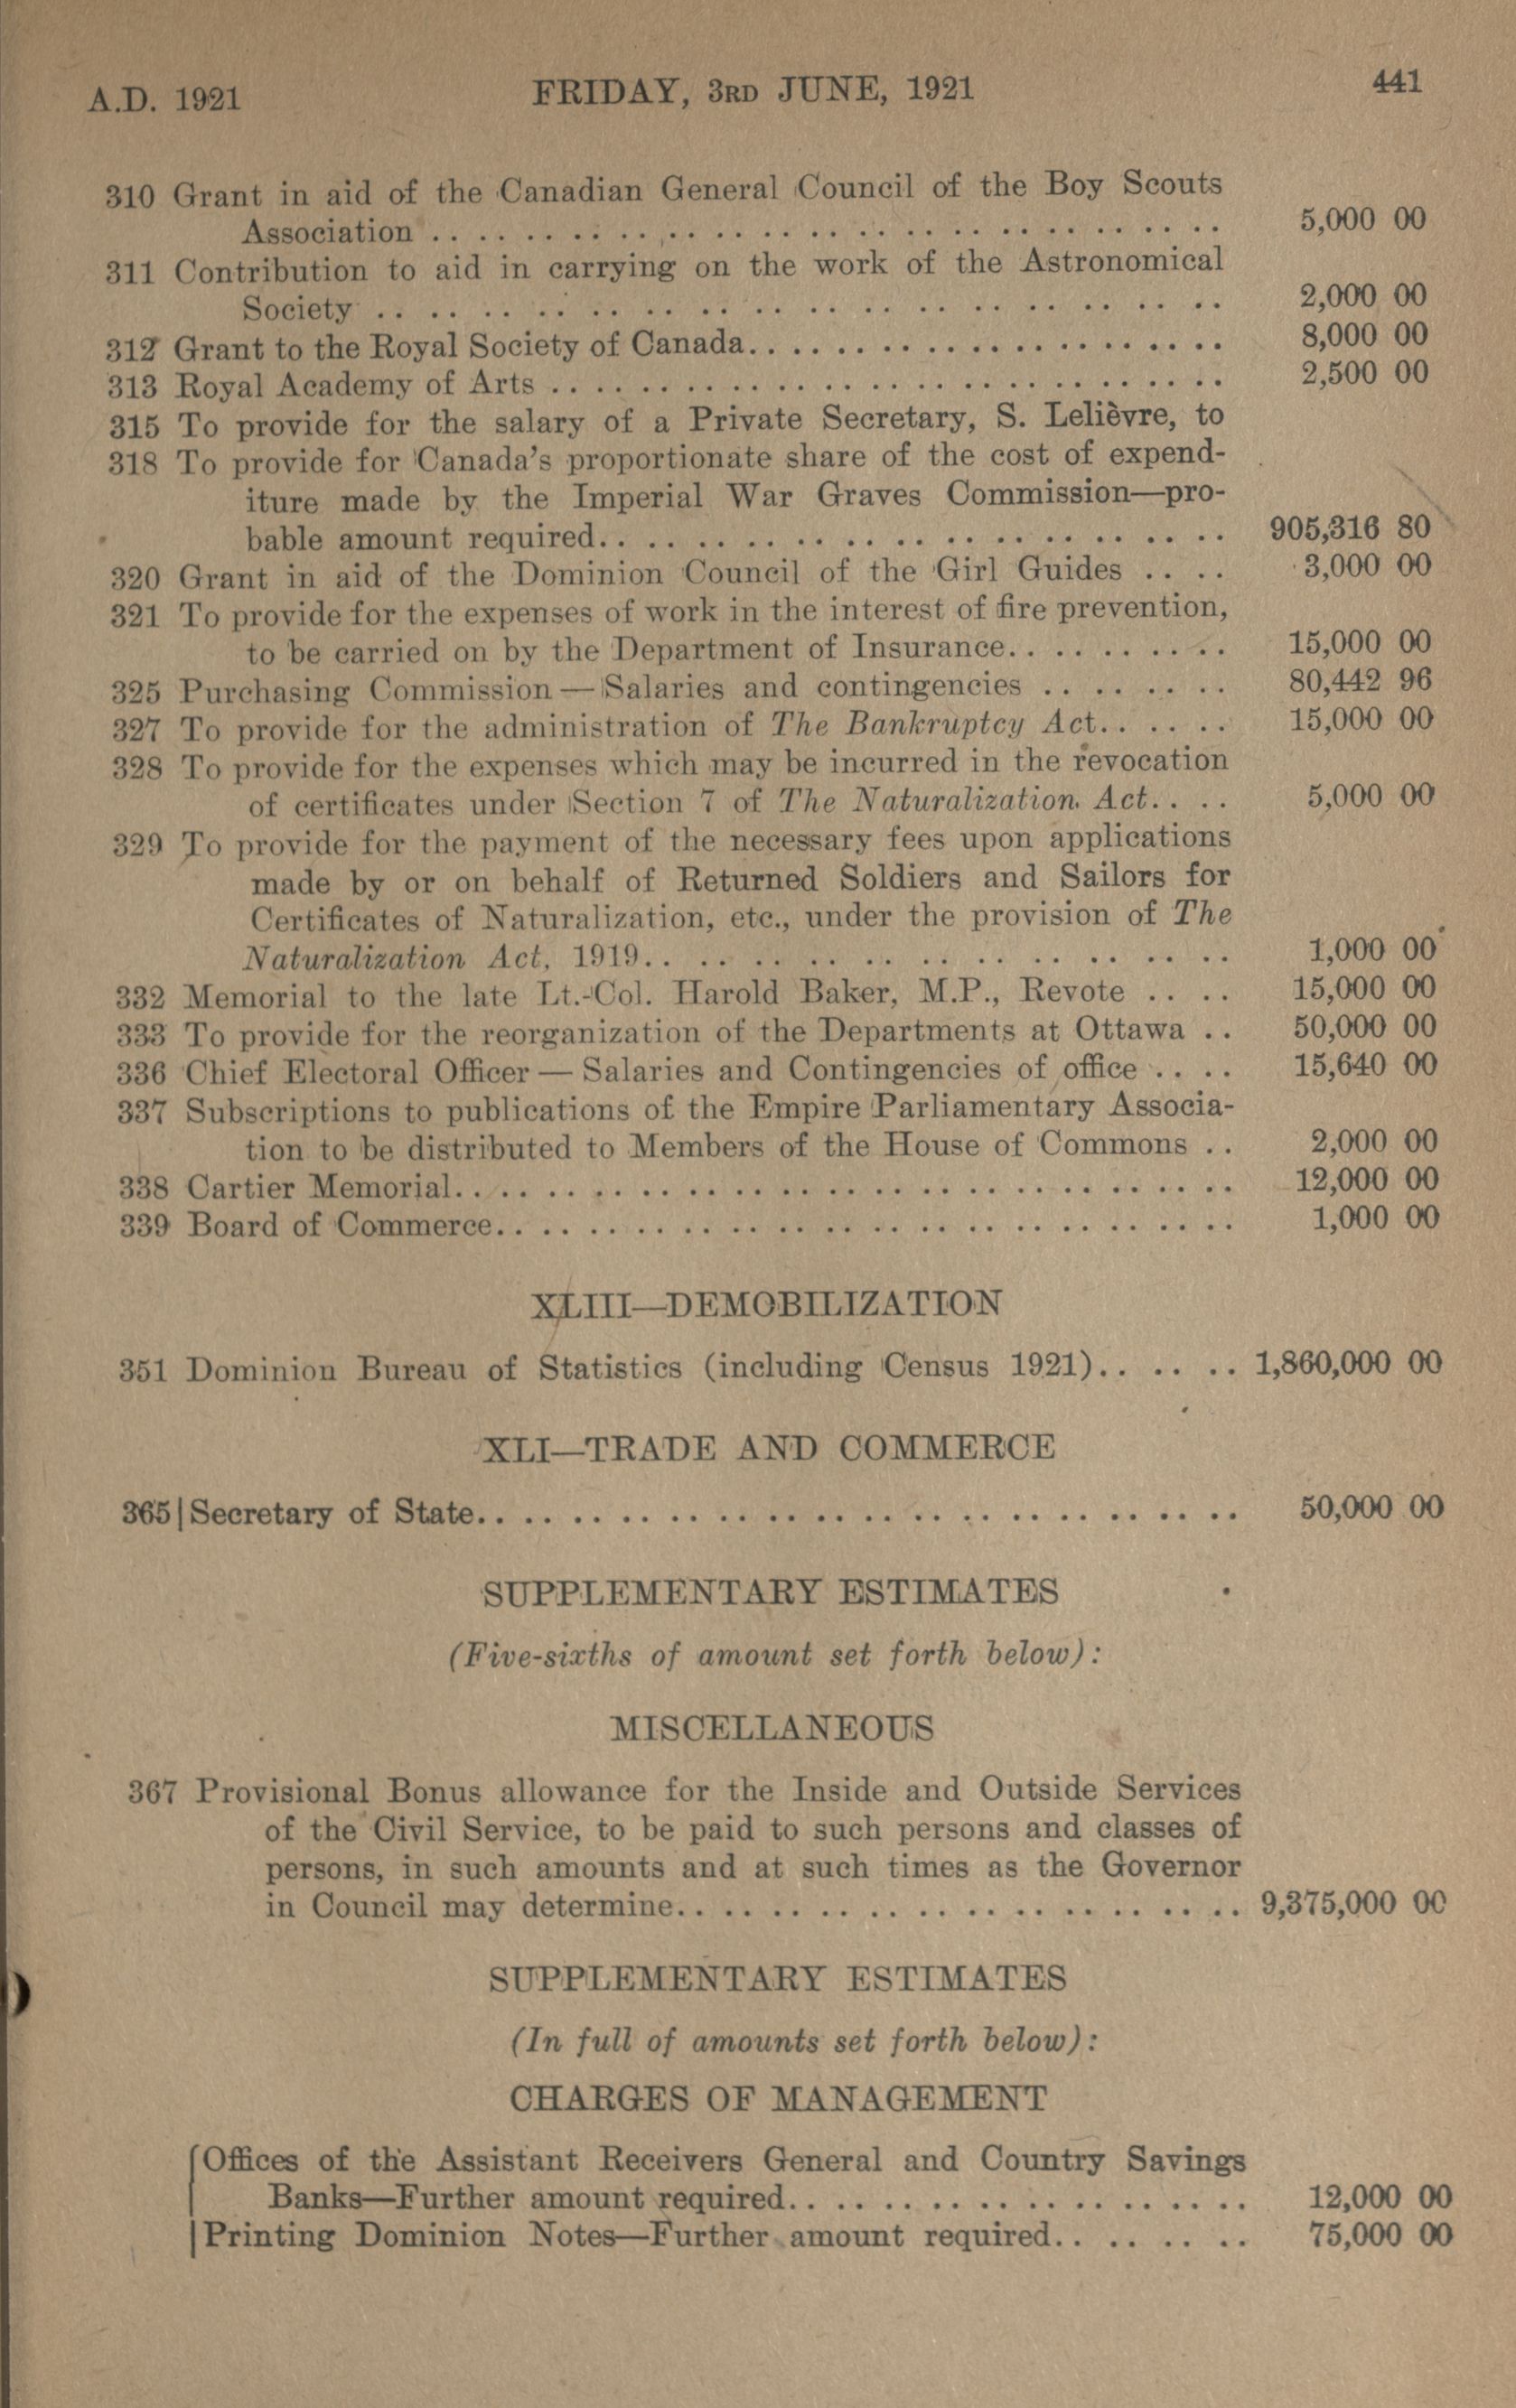 A.D. 1921 FRIDAY, 3RD JUNE, 1921 441
310 Grant in aid of the Canadian General Council of the Boy Scouts
Association .. .. .. .. .. .. .. .. .. .. .. .. .. .. .. .. .. 5,000 00
311 Contribution to aid in carrying on the work of the Astronomical
Society .. .. .. .. .. .. .. .. .. .. .. .. .. .. .. .. 2,000 00
312 Grant to the Royal Society of Canada.. .. .. .. .. .. .. .. .. .. 8,000 00
313 Royal Academy of Arts .. .. .. .. .. .. .. .. .. .. .. .. .. .. .. 2,500 00
315 To provide for the salary of a Private Secretary, S. Lelièvre, to
318 To provide for Canada's proportionate share of the cost of expend-
iture made by the Imperial War Graves Commission—pro-
bable amount required.. .. .. .. .. .. .. .. .. .. .. .. .. 905,316 80
320 Grant in aid of the Dominion Council of the Girl Guides .. .. 3,000 00
321 To provide for the expenses of work in the interest of fire prevention,
to be carried on by the Department of Insurance.. .. .. .. .. 15,000 00
325 Purchasing Commission — Salaries and contingencies .. .. .. .. 80,442 96
327 To provide for the administration of The Bankruptcy Act.. .. .. 15,000 00
328 To provide for the expenses which may be incurred in the revocation
of certificates under Section 7 of The Naturalization Act.. .. 5,000 00
329 To provide for the payment of the necessary fees upon applications
made by or on behalf of Returned Soldiers and Sailors for
Certificates of Naturalization, etc., under the provision of The
Naturalization Act, 1919.. .. .. .. .. .. .. .. .. .. .. 1,000 00
332 Memorial to the late Lt.-Col. Harold Baker, M.P., Revote .. .. 15,000 00
333 To provide for the reorganization of the Departments at Ottawa .. 50,000 00
336 Chief Electoral Officer — Salaries and Contingencies of office .. .. 15,640 00
337 Subscriptions to publications of the Empire Parliamentary Associa-
tion to be distributed to Members of the House of Commons .. 2,000 00
338 Cartier Memorial.. .. .. .. .. .. .. .. .. .. .. .. .. .. .. .. .. 12,000 00
339 Board of Commerce.. .. .. .. .. .. .. .. .. .. .. .. .. .. .. .. 1,000 00
XLIII—DEMOBILIZATION
351 Dominion Bureau of Statistics (including Census 1921).. .. .. 1,860,000 00
XLI—TRADE AND COMMERCE
365|Secretary of State.. .. .. .. .. .. .. .. .. .. .. .. .. .. .. .. 50,000 00
SUPPLEMENTARY ESTIMATES
(Five-sixths of amount set forth below):
MISCELLANEOUS
367 Provisional Bonus allowance for the Inside and Outside Services
of the Civil Service, to be paid to such persons and classes of
persons, in such amounts and at such times as the Governor
in Council may determine.. .. .. .. .. .. .. .. .. .. .. .. 9,375,000 00
SUPPLEMENTARY ESTIMATES
(In full of amounts set forth below):
CHARGES OF MANAGEMENT
Offices of the Assistant Receivers General and Country Savings
Banks—Further amount required.. .. .. .. .. .. .. .. .. .. 12,000 00
Printing Dominion Notes—Further amount required.. .. .. .. 75,000 00